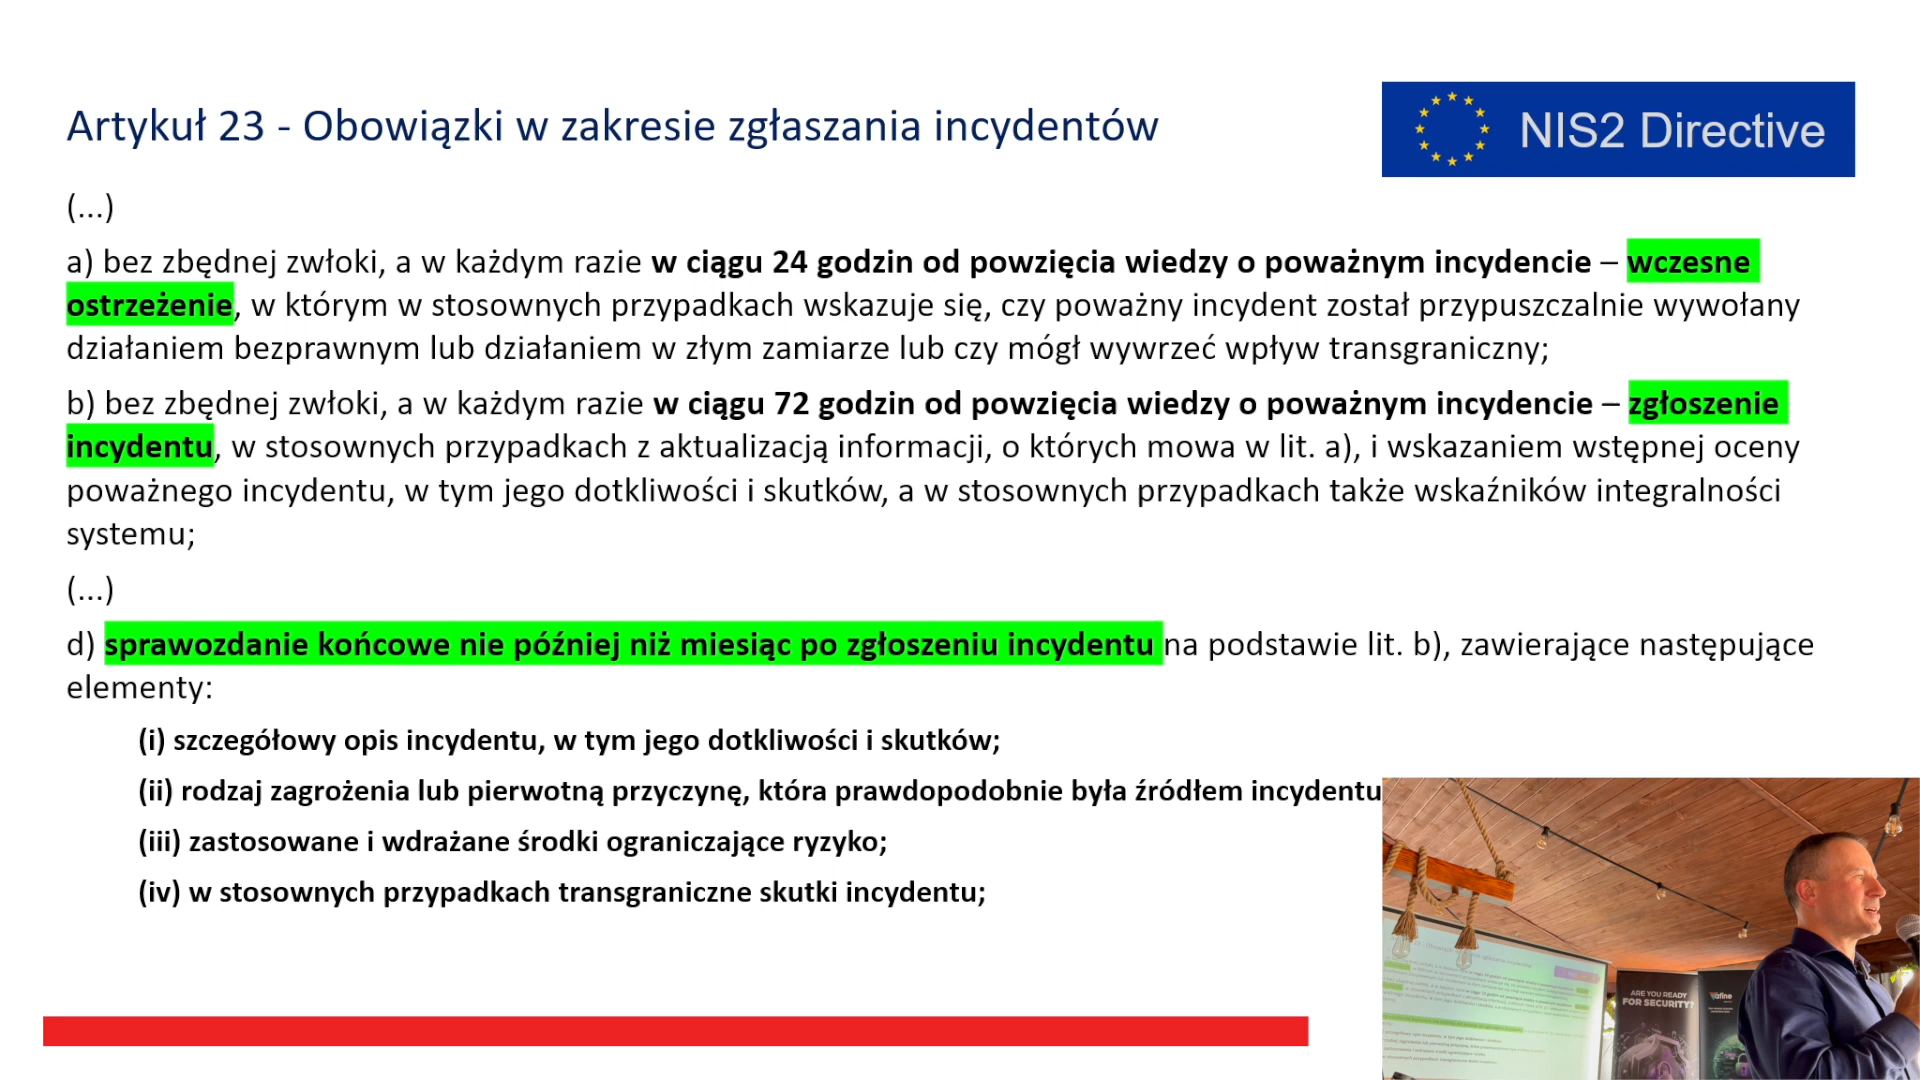 Artykuł 23 - Obowiązki w zakresie zgłaszania incydentów
NIS2 Directive
(...)
a) bez zbędnej zwłoki, a w każdym razie w ciągu 24 godzin od powzięcia wiedzy o poważnym incydencie – wczesne
ostrzeżenie, w którym w stosownych przypadkach wskazuje się, czy poważny incydent został przypuszczalnie wywołany
działaniem bezprawnym lub działaniem w złym zamiarze lub czy mógł wywrzeć wpływ transgraniczny;
b) bez zbędnej zwłoki, a w każdym razie w ciągu 72 godzin od powzięcia wiedzy o poważnym incydencie – zgłoszenie
incydentu, w stosownych przypadkach z aktualizacją informacji, o których mowa w lit. a), i wskazaniem wstępnej oceny
poważnego incydentu, w tym jego dotkliwości i skutków, a w stosownych przypadkach także wskaźników integralności
systemu;
(...)
d) sprawozdanie końcowe nie później niż miesiąc po zgłoszeniu incydentu na podstawie lit. b), zawierające następujące
elementy:
(i) szczegółowy opis incydentu, w tym jego dotkliwości i skutków;
(ii) rodzaj zagrożenia lub pierwotną przyczynę, która prawdopodobnie była źródłem incydentu
(iii) zastosowane i wdrażane środki ograniczające ryzyko;
(iv) w stosownych przypadkach transgraniczne skutki incydentu;
ARE YOU READY
FOR SECURITY?
afine